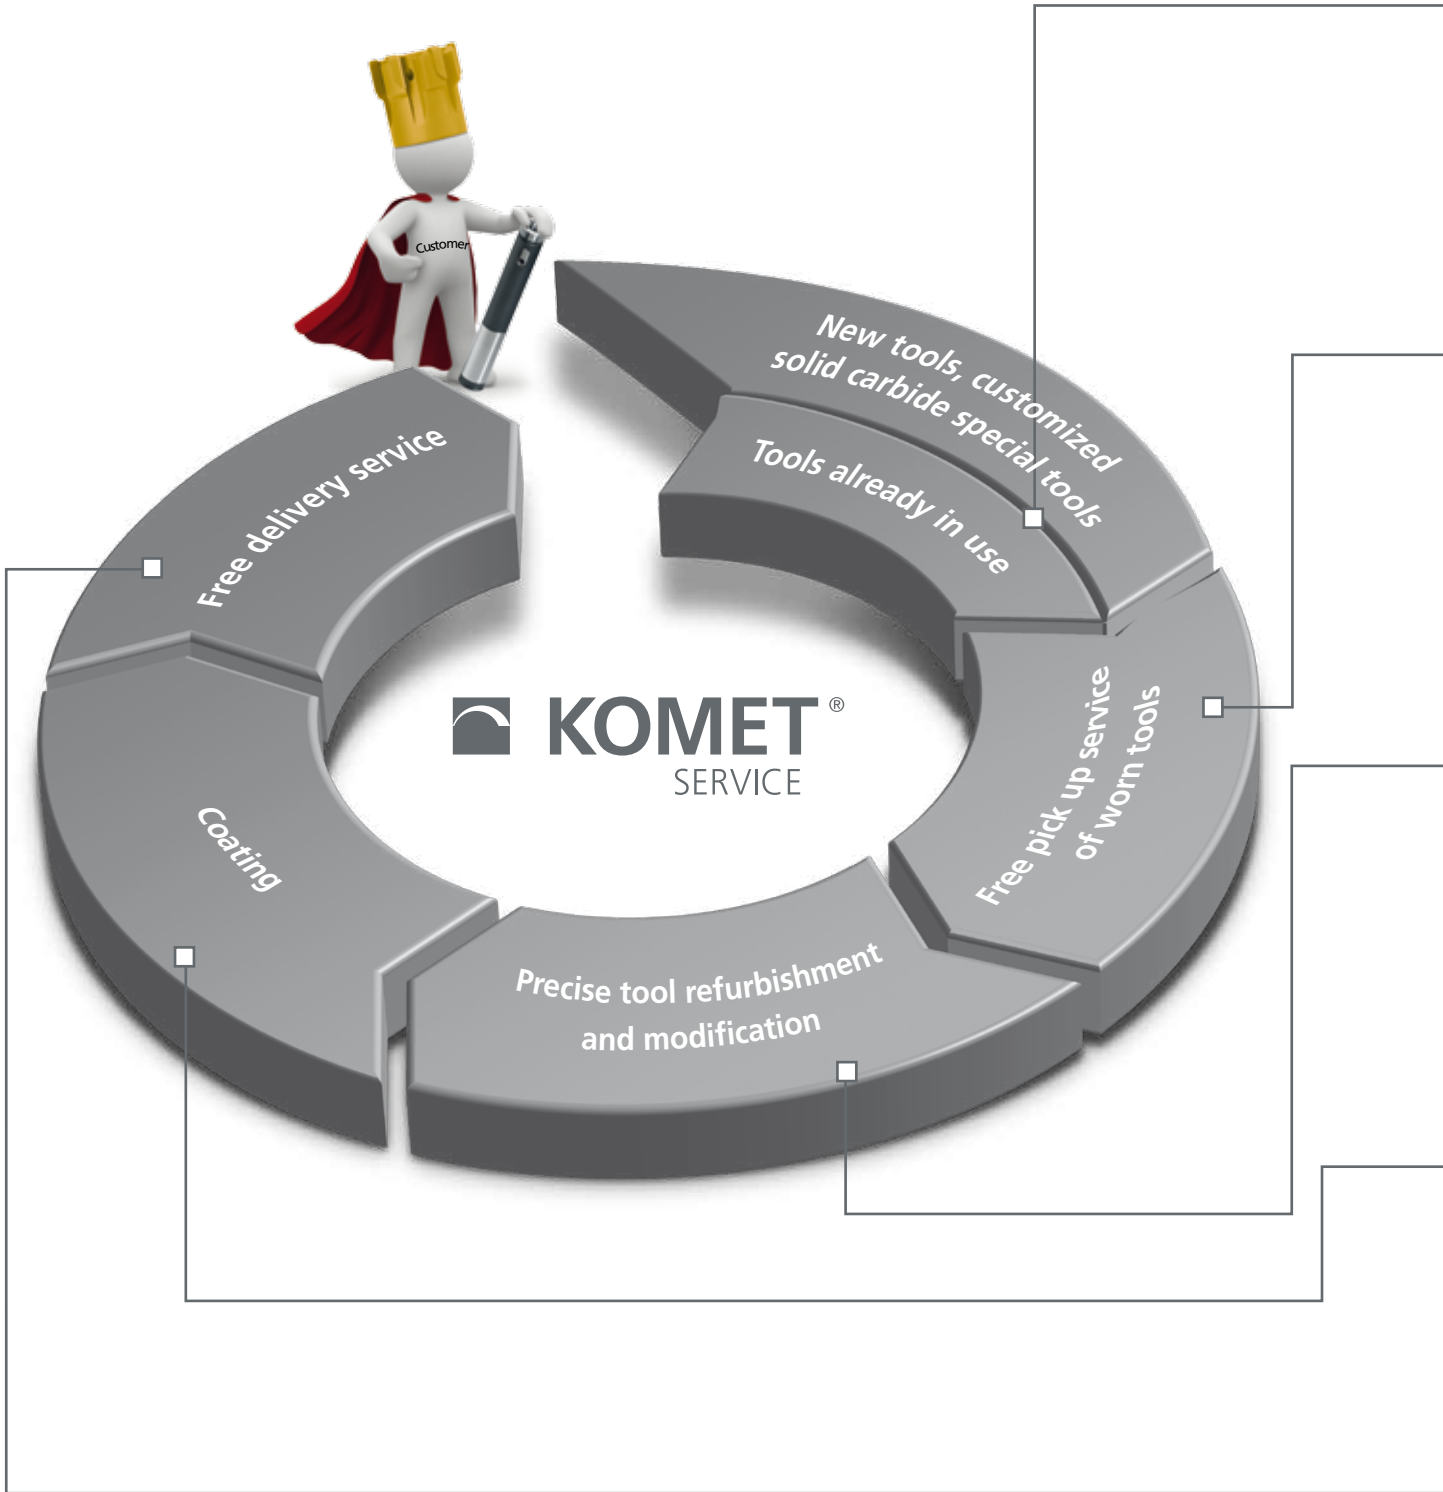 Customer
New tools, customized
solid carbide special tools
Tools already in use
Free delivery service
Free pick up service
of worn tools
KOMET®
SERVICE
Coating
Precise tool refurbishment
and modification